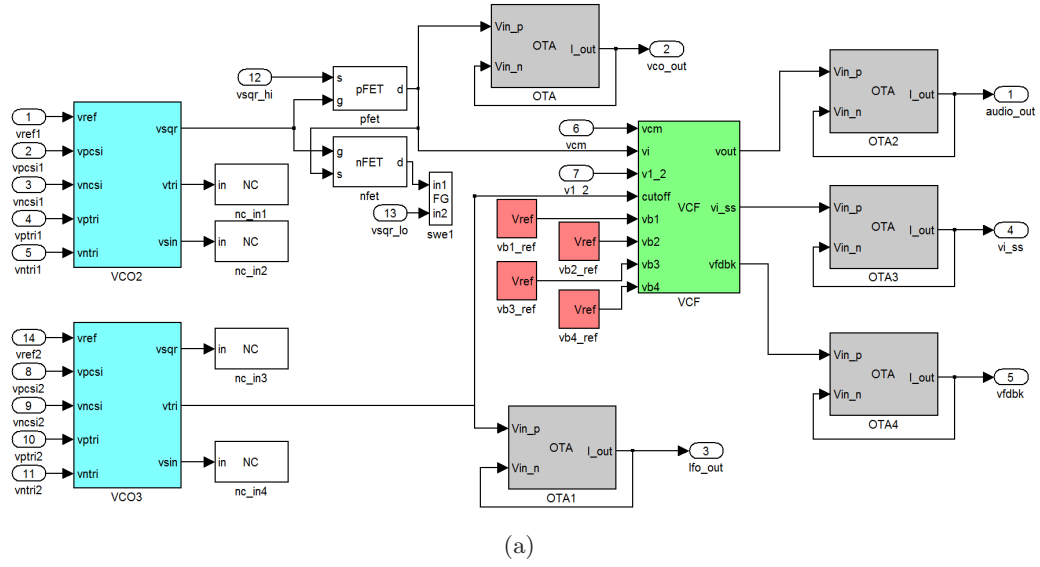 Vin_p
OTA
I_out
Vin_n
OTA
2
vco_out
12
vsqr_hi
s
pFET
d
g
pfet
g
nFET
d
s
nfet
13
vsqr_lo
in1
FG
in2
swe1
1
vref1
2
vpcsi1
3
vncsi1
4
vptri1
5
vntri1
vref
vpcsi
vncsi
vptri
vntri
vsqr
vtri
vsin
VCO2
in NC
nc_in1
in NC
nc_in2
6
vcm
7
v1_2
Vref
vb1_ref
Vref
vb2_ref
Vref
vb3_ref
Vref
vb4_ref
vcm
vi
v1_2
cutoff
vb1
vb2
vb3
vb4
VCF
vout
vi_ss
vfdbk
VCF
Vin_p
OTA
I_out
Vin_n
OTA2
1
audio_out
Vin_p
OTA
I_out
Vin_n
OTA3
4
vi_ss
Vin_p
OTA
I_out
Vin_n
OTA4
5
vfdbk
14
vref2
8
vpcsi2
9
vncsi2
10
vptri2
11
vntri2
vref
vpcsi
vncsi
vptri
vntri
vsqr
vtri
vsin
VCO3
in NC
nc_in3
in NC
nc_in4
Vin_p
OTA
I_out
Vin_n
OTA1
3
lfo_out
(a)